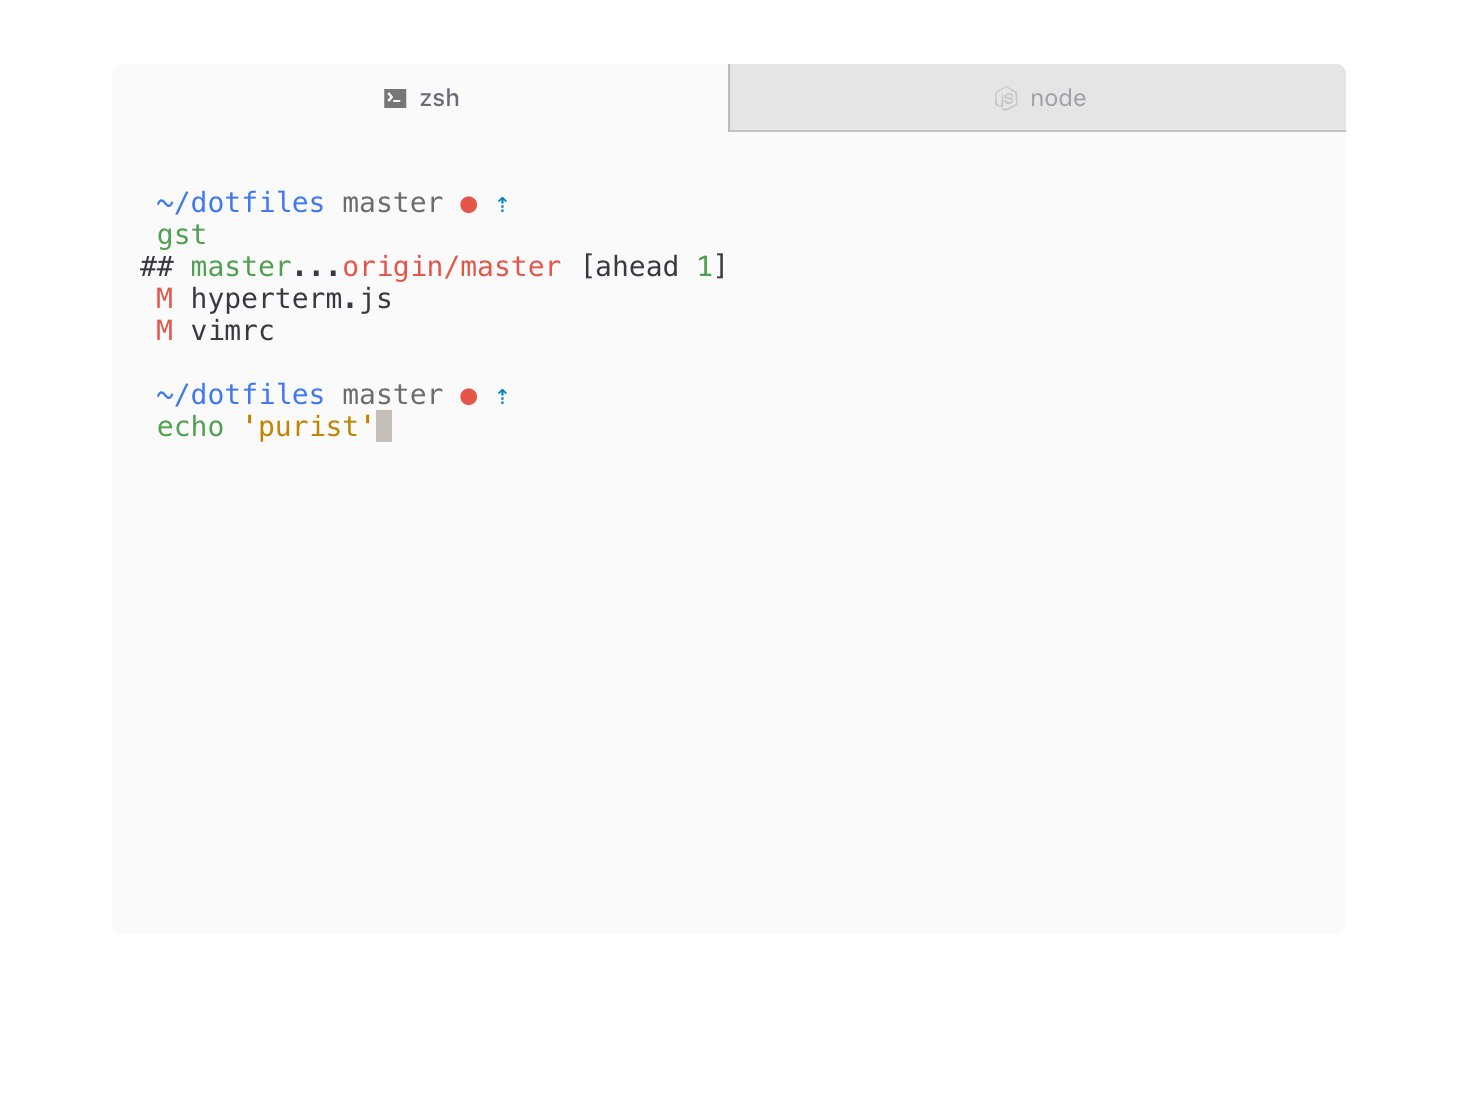 zsh
node
~/dotfiles master ● ⇡
gst
## master...origin/master [ahead 1]
M hyperterm.js
M vimrc
~/dotfiles master ● ⇡
echo 'purist'